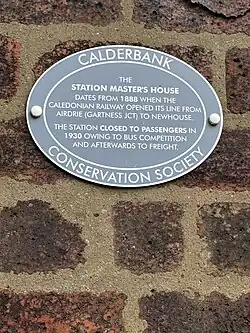 CALDERBANK
THE
STATION MASTER'S HOUSE
DATES FROM 1888 WHEN THE
CALEDONIAN RAILWAY OPENED ITS LINE FROM
AIRDRIE (GARTNESS JCT) TO NEWHOUSE.
THE STATION CLOSED TO PASSENGERS IN
1930 OWING TO BUS COMPETITION
AND AFTERWARDS TO FREIGHT.
CONSERVATION SOCIETY